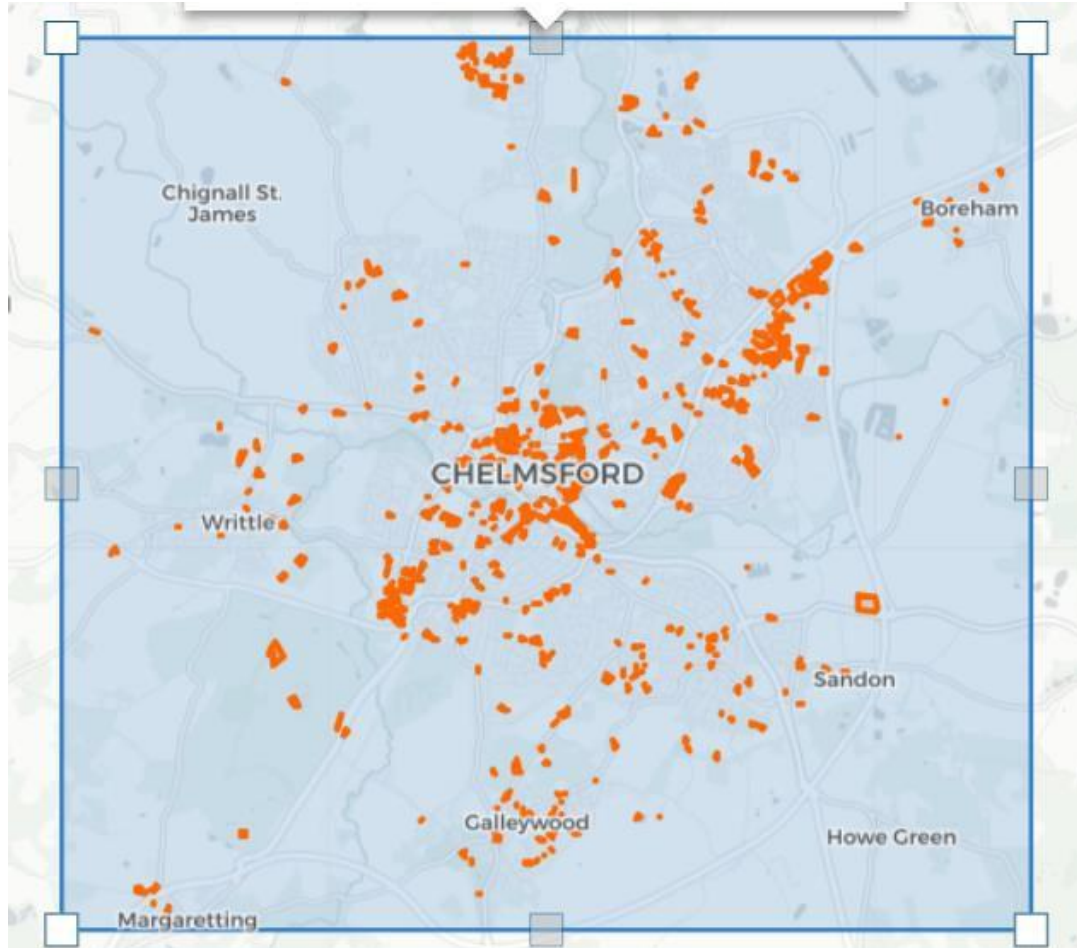 Chignall St.
James
Boreham
CHELMSFORD
Writtle
Sandon
Galleywood
Howe Green
Margaretting